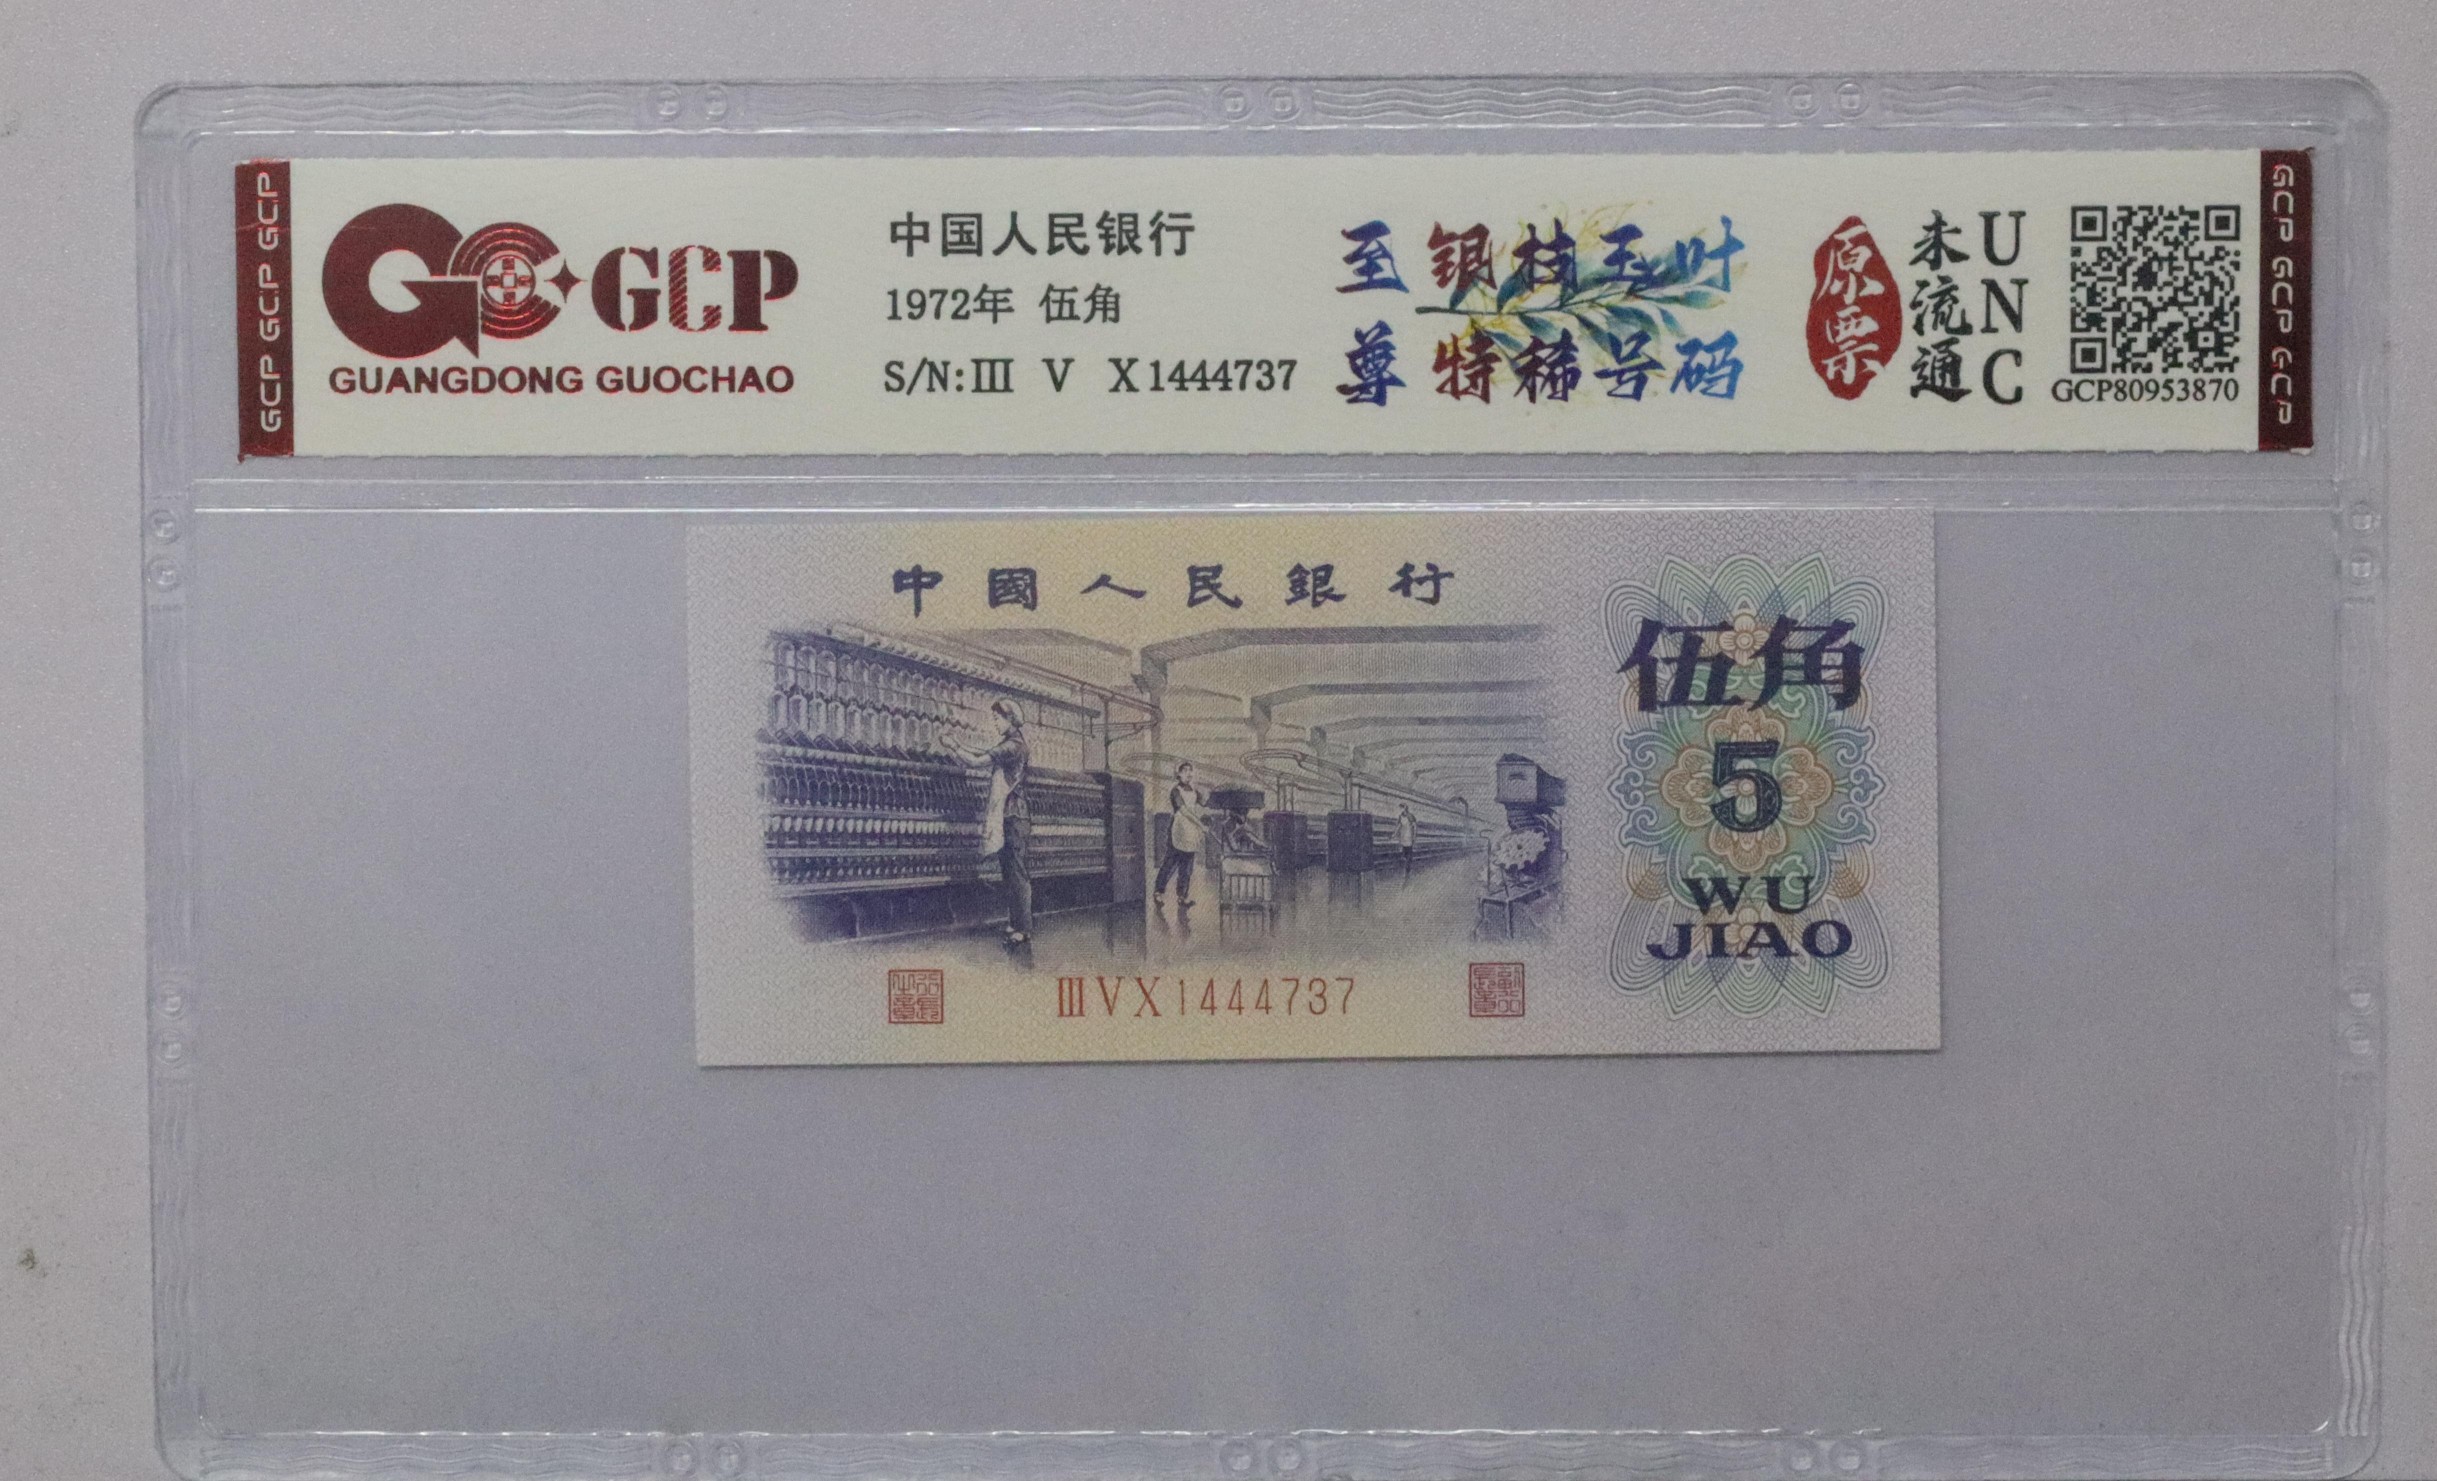 GCP GCP GCP
GCP
GUANGDONG GUOCHAO
中国人民银行
1972年 伍角
S/N:Ⅲ Ⅴ Ⅹ1444737
至尊
银枝玉叶
特稀号码
原票
未流通
UNC
GCP80953870
GCP GCP GCP
中國人民銀行
伍角
5
WU
JIAO
ⅢⅤⅩ1444737